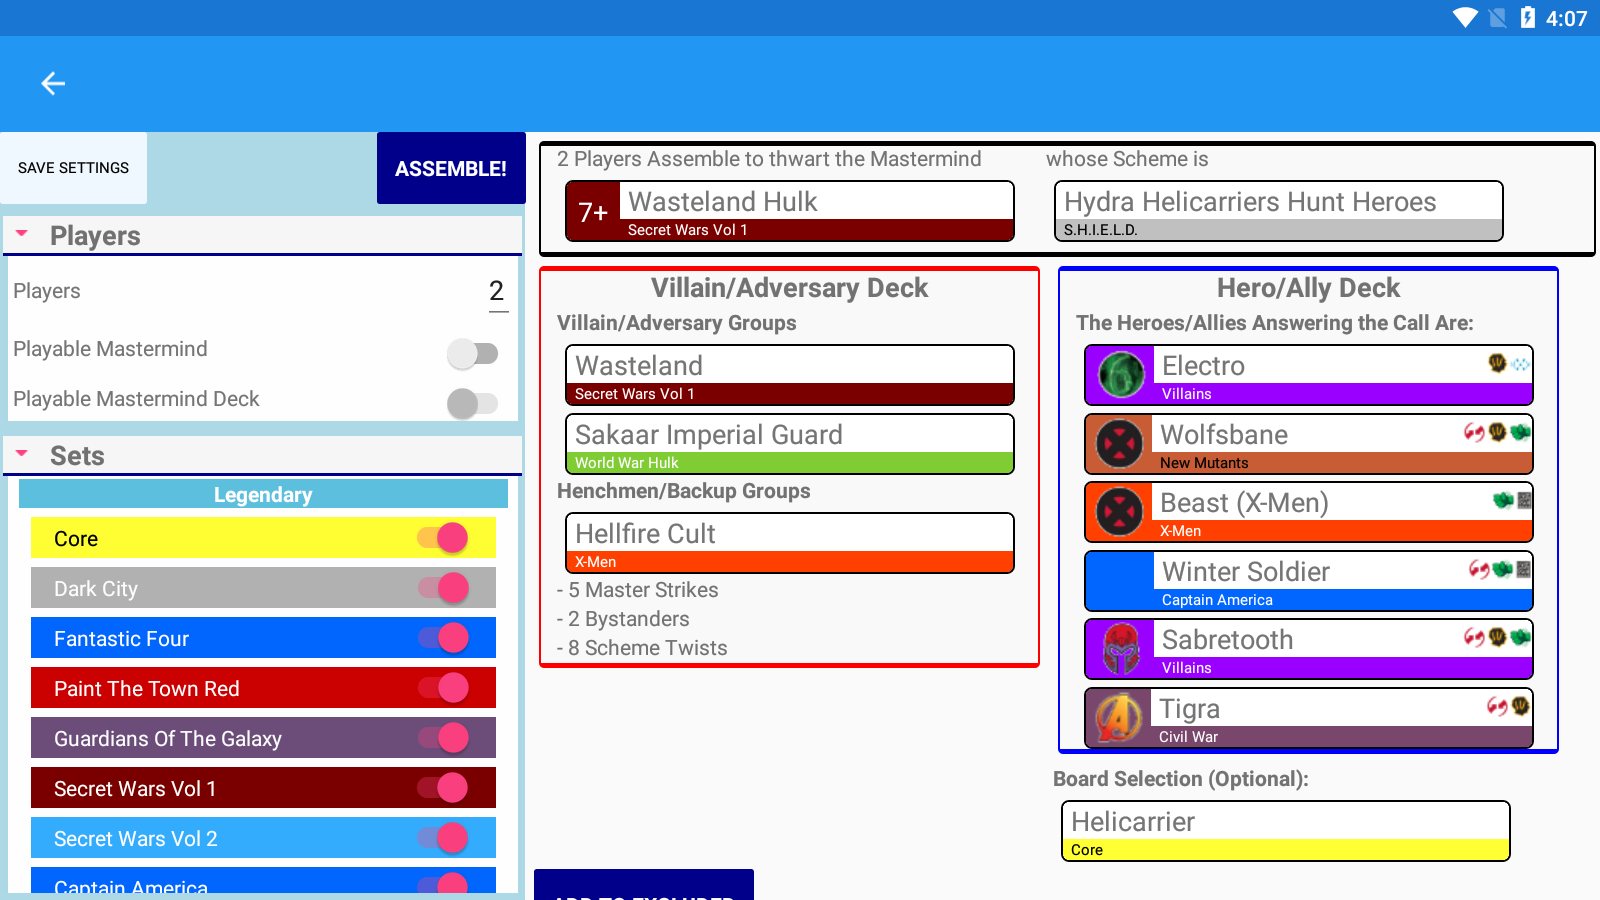 4:07
SAVE SETTINGS
ASSEMBLE!
Players
Players
2
Playable Mastermind
Playable Mastermind Deck
Sets
Legendary
Core
Dark City
Fantastic Four
Paint The Town Red
Guardians Of The Galaxy
Secret Wars Vol 1
Secret Wars Vol 2
Captain America
2 Players Assemble to thwart the Mastermind
7+
Wasteland Hulk
Secret Wars Vol 1
whose Scheme is
Hydra Helicarriers Hunt Heroes
S.H.I.E.L.D.
Villain/Adversary Deck
Villain/Adversary Groups
Wasteland
Secret Wars Vol 1
Sakaar Imperial Guard
World War Hulk
Henchmen/Backup Groups
Hellfire Cult
X-Men
- 5 Master Strikes
- 2 Bystanders
- 8 Scheme Twists
Hero/Ally Deck
The Heroes/Allies Answering the Call Are:
Electro
Villains
Wolfsbane
New Mutants
Beast (X-Men)
X-Men
Winter Soldier
Captain America
Sabretooth
Villains
Tigra
Civil War
Board Selection (Optional):
Helicarrier
Core
ADD TO EXCLUDED